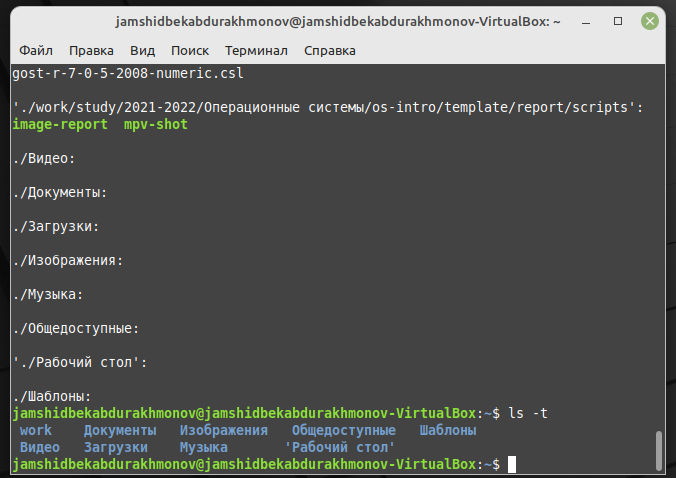 jamshidbekabdurakhmonov@jamshidbekabdurakhmonov-VirtualBox: ~
Файл Правка Вид Поиск Терминал Справка
gost-r-7-0-5-2008-numeric.csl
'./work/study/2021-2022/Операционные системы/os-intro/template/report/scripts':
image-report mpv-shot
./Видео:
./Документы:
./Загрузки:
./Изображения:
./Музыка:
./Общедоступные:
'./Рабочий стол':
./Шаблоны:
jamshidbekabdurakhmonov@jamshidbekabdurakhmonov-VirtualBox:~$ ls -t
work Документы Изображения Общедоступные Шаблоны
Видео Загрузки Музыка 'Рабочий стол'
jamshidbekabdurakhmonov@jamshidbekabdurakhmonov-VirtualBox:~$